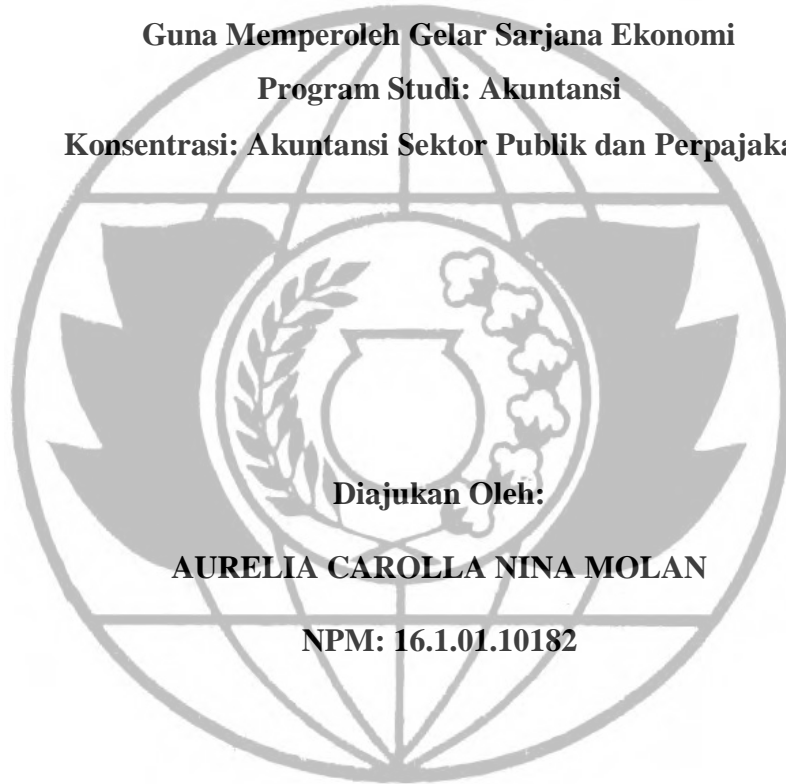 Guna Memperoleh Gelar Sarjana Ekonomi
Program Studi: Akuntansi
Konsentrasi: Akuntansi Sektor Publik dan Perpajaka
Diajukan Oleh:
AURELIA CAROLLA NINA MOLAN
NPM: 16.1.01.10182